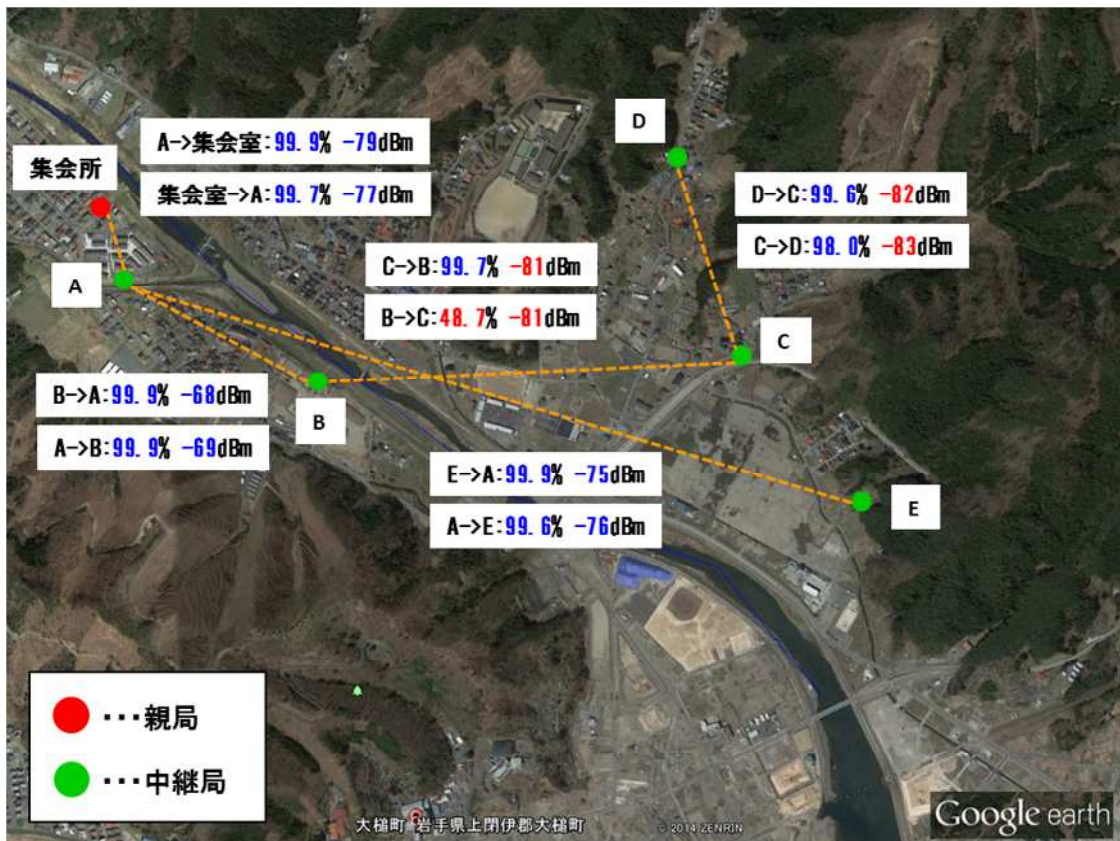 D
A->集会室:99.9% -79dBm
集会所
集会室->A:99.7% -77dBm
D->C:99.6% -82dBm
C->D:98.0% -83dBm
C->B:99.7% -81dBm
A
B->C:48.7% -81dBm
C
B->A:99.9% -68dBm
B
A->B:99.9% -69dBm
E->A:99.9% -75dBm
A->E:99.6% -76dBm
E
●・・・親局
●・・・中継局
大槌町 岩手県上閉伊郡大槌町
© 2014 ZENRIN
Google earth